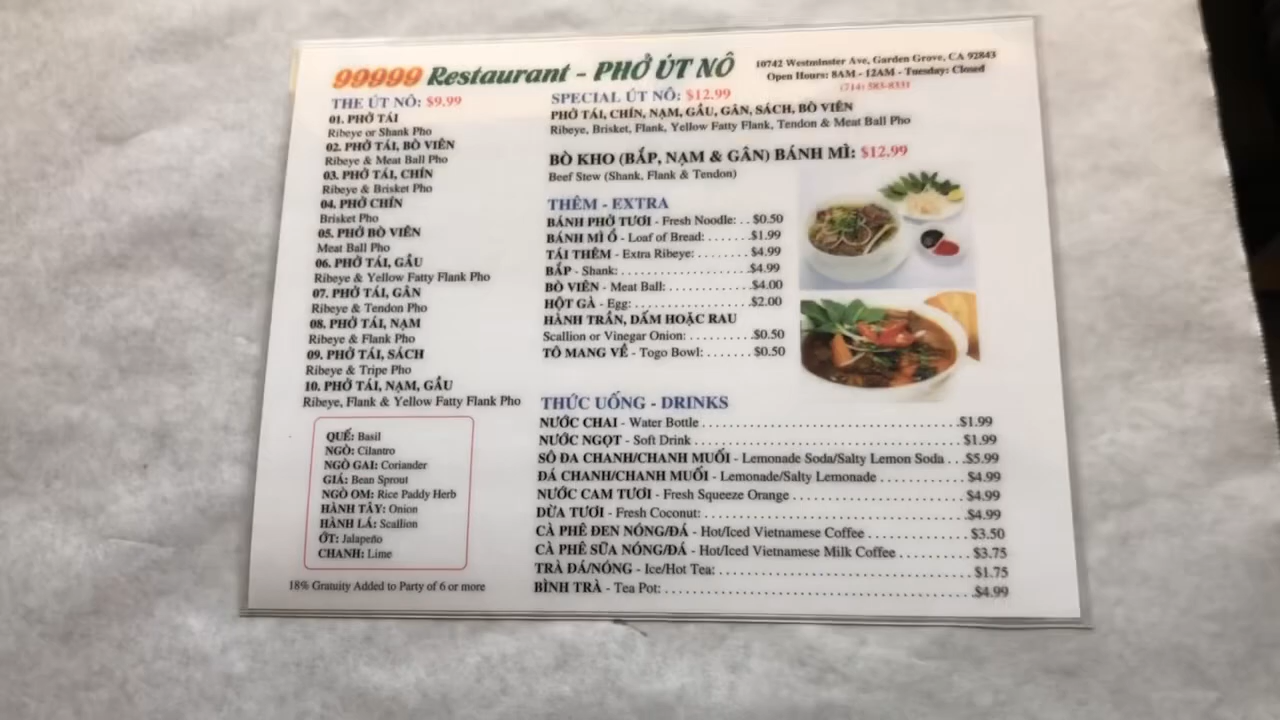 99999 Restaurant - PHỞ ÚT NÔ
10742 Westminster Ave, Garden Grove, CA 92843
Open Hours: 8AM - 12AM - Tuesday: Closed
(714) 583-8331
THE ÚT NÔ: $9.99
01. PHỞ TÁI
Ribeye or Shank Pho
02. PHỞ TÁI, BÒ VIÊN
Ribeye & Meat Ball Pho
03. PHỞ TÁI, CHÍN
Ribeye & Brisket Pho
04. PHỞ CHÍN
Brisket Pho
05. PHỞ BÒ VIÊN
Meat Ball Pho
06. PHỞ TÁI, GẦU
Ribeye & Yellow Fatty Flank Pho
07. PHỞ TÁI, GÂN
Ribeye & Tendon Pho
08. PHỞ TÁI, NẠM
Ribeye & Flank Pho
09. PHỞ TÁI, SÁCH
Ribeye & Tripe Pho
10. PHỞ TÁI, NẠM, GẦU
Ribeye, Flank & Yellow Fatty Flank Pho
QUẾ: Basil
NGÒ: Cilantro
NGÒ GAI: Coriander
GIÁ: Bean Sprout
NGÒ OM: Rice Paddy Herb
HÀNH TÂY: Onion
HÀNH LÁ: Scallion
ỚT: Jalapeño
CHANH: Lime
18% Gratuity Added to Party of 6 or more
SPECIAL ÚT NÔ: $12.99
PHỞ TÁI, CHÍN, NẠM, GẦU, GÂN, SÁCH, BÒ VIÊN
Ribeye, Brisket, Flank, Yellow Fatty Flank, Tendon & Meat Ball Pho
BÒ KHO (BẮP, NẠM & GÂN) BÁNH MÌ: $12.99
Beef Stew (Shank, Flank & Tendon)
THÊM - EXTRA
BÁNH PHỞ TƯƠI - Fresh Noodle: . . $0.50
BÁNH MÌ Ổ - Loaf of Bread: . . . . . . .$1.99
TÁI THÊM - Extra Ribeye: . . . . . . . . $4.99
BẮP - Shank: . . . . . . . . . . . . . . . . . . . .$4.99
BÒ VIÊN - Meat Ball: . . . . . . . . . . . . . $4.00
HỘT GÀ - Egg: . . . . . . . . . . . . . . . . . .$2.00
HÀNH TRẦN, DẤM HOẶC RAU
Scallion or Vinegar Onion: . . . . . . . . . .$0.50
TÔ MANG VỀ - Togo Bowl: . . . . . . . $0.50
THỨC UỐNG - DRINKS
NƯỚC CHAI - Water Bottle . . . . . . . . . . . . . . . . . . . . . . . . . . . . . . . . . . . . . .$1.99
NƯỚC NGỌT - Soft Drink . . . . . . . . . . . . . . . . . . . . . . . . . . . . . . . . . . . . . . . $1.99
SÔ ĐA CHANH/CHANH MUỐI - Lemonade Soda/Salty Lemon Soda . . .$5.99
ĐÁ CHANH/CHANH MUỐI - Lemonade/Salty Lemonade . . . . . . . . . . . . $4.99
NƯỚC CAM TƯƠI - Fresh Squeeze Orange . . . . . . . . . . . . . . . . . . . . . . . . . $4.99
DỪA TƯƠI - Fresh Coconut: . . . . . . . . . . . . . . . . . . . . . . . . . . . . . . . . . . . . . .$4.99
CÀ PHÊ ĐEN NÓNG/ĐÁ - Hot/Iced Vietnamese Coffee . . . . . . . . . . . . . . . $3.50
CÀ PHÊ SỮA NÓNG/ĐÁ - Hot/Iced Vietnamese Milk Coffee . . . . . . . . . . $3.75
TRÀ ĐÁ/NÓNG - Ice/Hot Tea: . . . . . . . . . . . . . . . . . . . . . . . . . . . . . . . . . . . . $1.75
BÌNH TRÀ - Tea Pot: . . . . . . . . . . . . . . . . . . . . . . . . . . . . . . . . . . . . . . . . . . . .$4.99